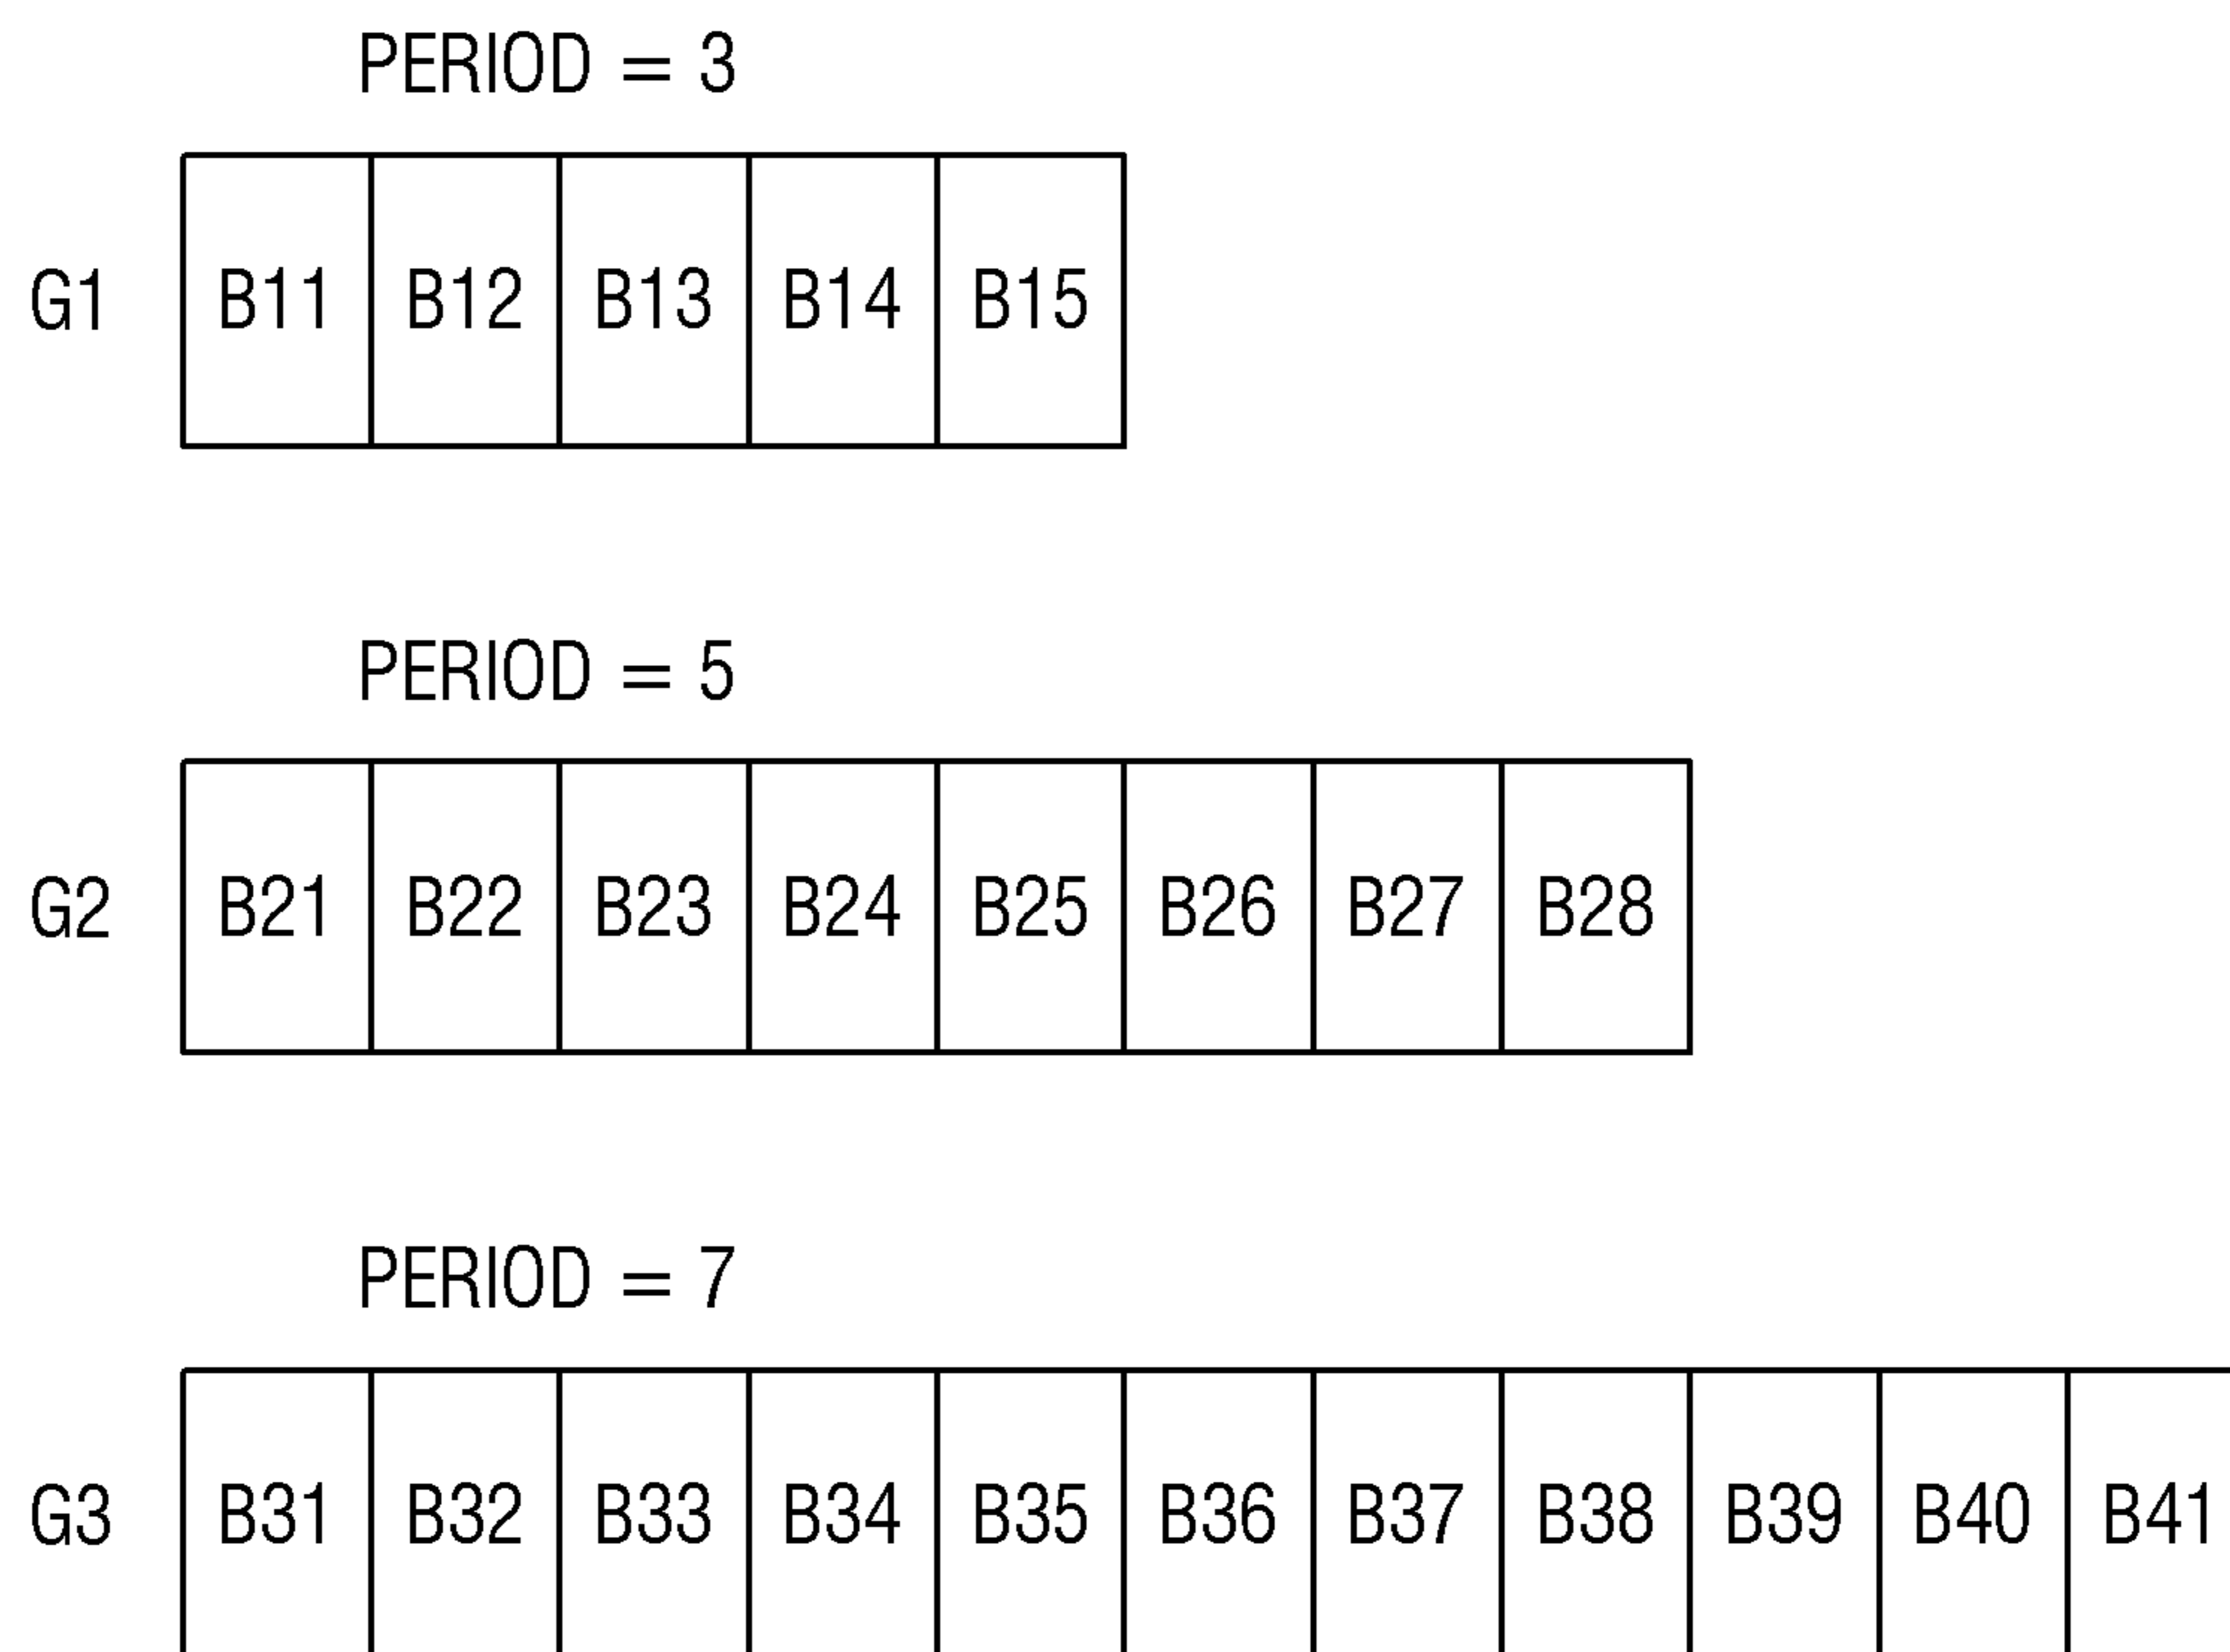 PERIOD = 3
G1 B11 B12 B13 B14 B15
PERIOD = 5
G2 B21 B22 B23 B24 B25 B26 B27 B28
PERIOD = 7
G3 B31 B32 B33 B34 B35 B36 B37 B38 B39 B40 B41